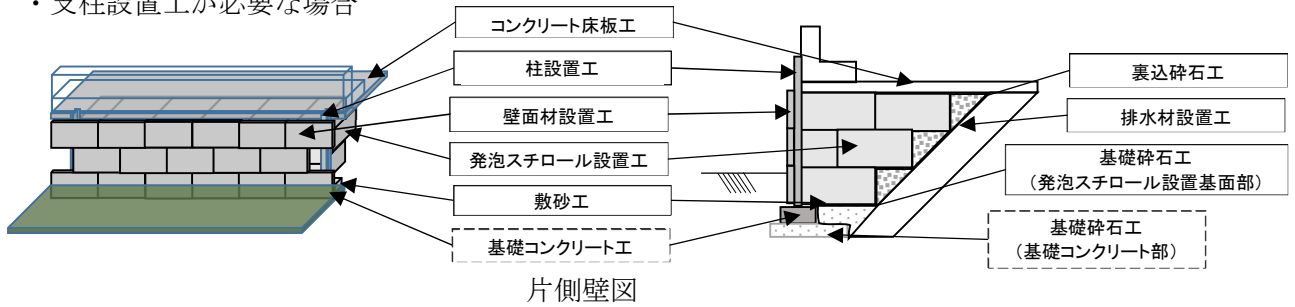 ・支柱設置工が必要な場合
コンクリート床板工
柱設置工
壁面材設置工
発泡スチロール設置工
敷砂工
基礎コンクリート工
裏込砕石工
排水材設置工
基礎砕石工
（発泡スチロール設置基面部）
基礎砕石工
（基礎コンクリート部）
片側壁図